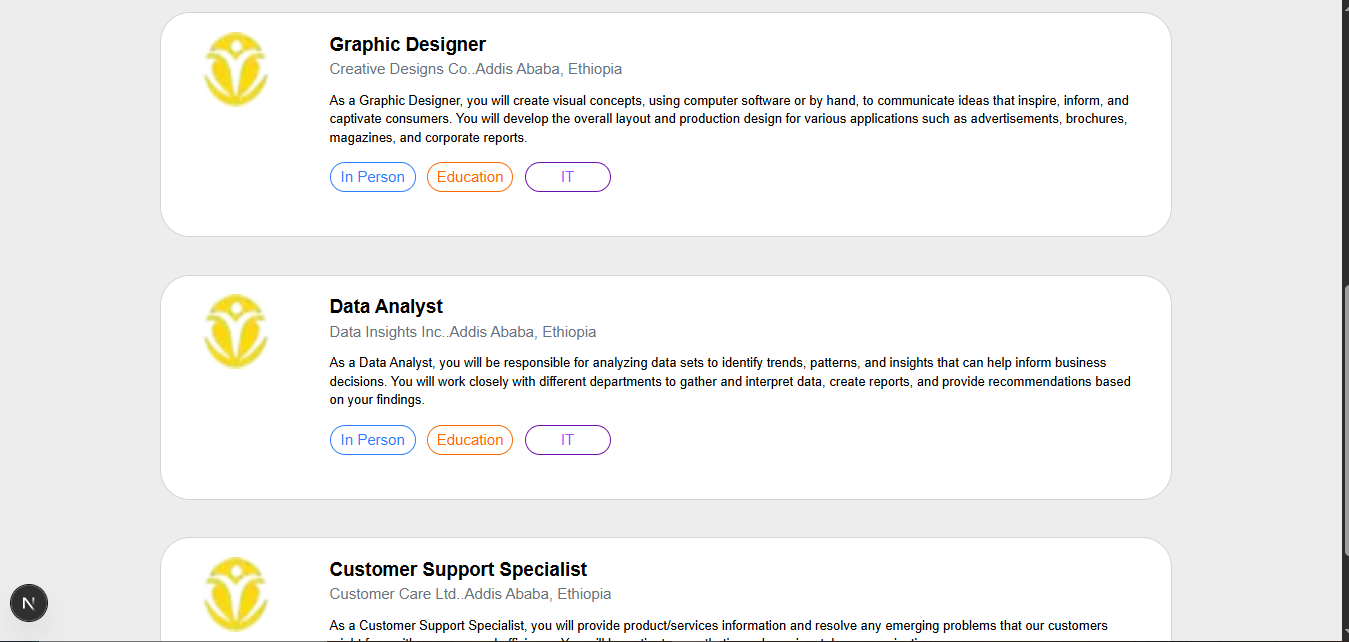 Graphic Designer
Creative Designs Co..Addis Ababa, Ethiopia
As a Graphic Designer, you will create visual concepts, using computer software or by hand, to communicate ideas that inspire, inform, and
captivate consumers. You will develop the overall layout and production design for various applications such as advertisements, brochures,
magazines, and corporate reports.
In Person Education IT
Data Analyst
Data Insights Inc..Addis Ababa, Ethiopia
As a Data Analyst, you will be responsible for analyzing data sets to identify trends, patterns, and insights that can help inform business
decisions. You will work closely with different departments to gather and interpret data, create reports, and provide recommendations based
on your findings.
In Person Education IT
Customer Support Specialist
Customer Care Ltd..Addis Ababa, Ethiopia
N
As a Customer Support Specialist, you will provide product/services information and resolve any emerging problems that our customers